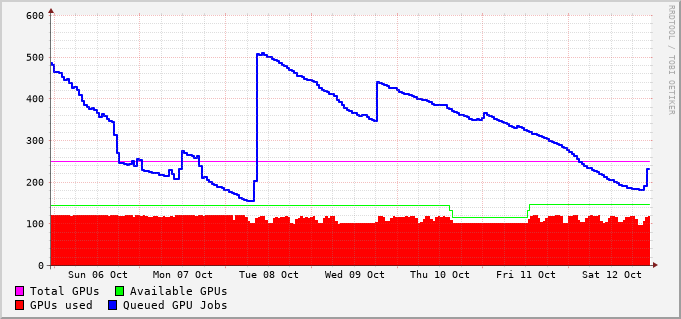 600
500
400
300
200
100
0
Sun 06 Oct Mon 07 Oct Tue 08 Oct Wed 09 Oct Thu 10 Oct Fri 11 Oct Sat 12 Oct
Total GPUs Available GPUs
GPUs used Queued GPU Jobs
RRDTOOL / TOBI OETIKER